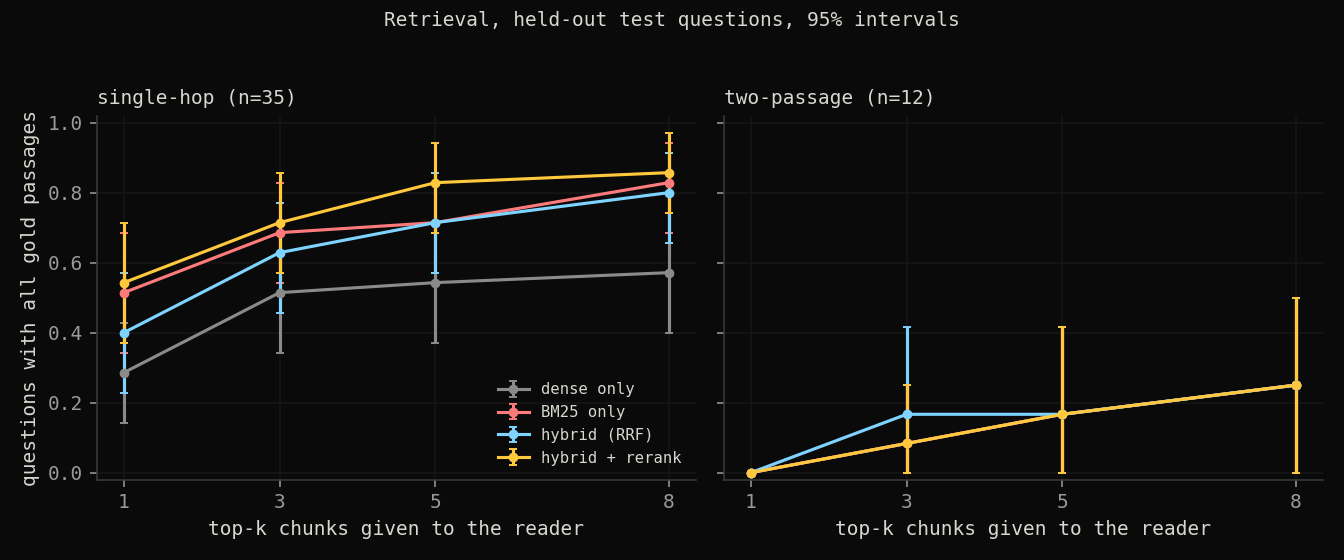 Retrieval, held-out test questions, 95% intervals
single-hop (n=35)
questions with all gold passages
1.0
0.8
0.6
0.4
0.2
0.0
dense only
BM25 only
hybrid (RRF)
hybrid + rerank
1
3
5
8
top-k chunks given to the reader
two-passage (n=12)
1
3
5
8
top-k chunks given to the reader